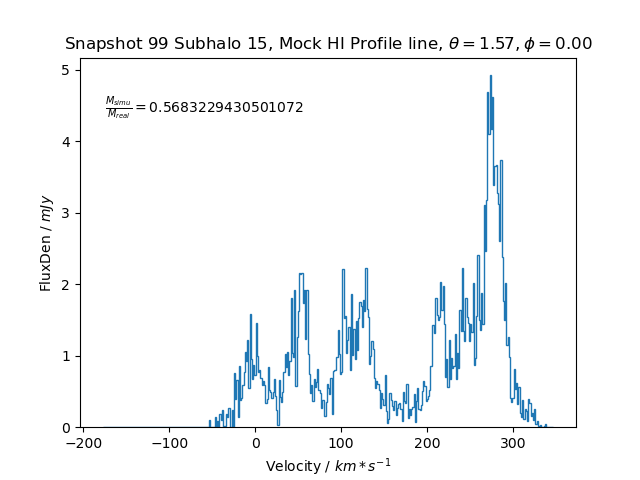 Snapshot 99 Subhalo 15, Mock HI Profile line, θ = 1.57, ϕ = 0.00
M_simu/M_real = 0.5683229430501072
FluxDen / mJy
5
4
3
2
1
0
−200 −100 0 100 200 300
Velocity / km * s⁻¹